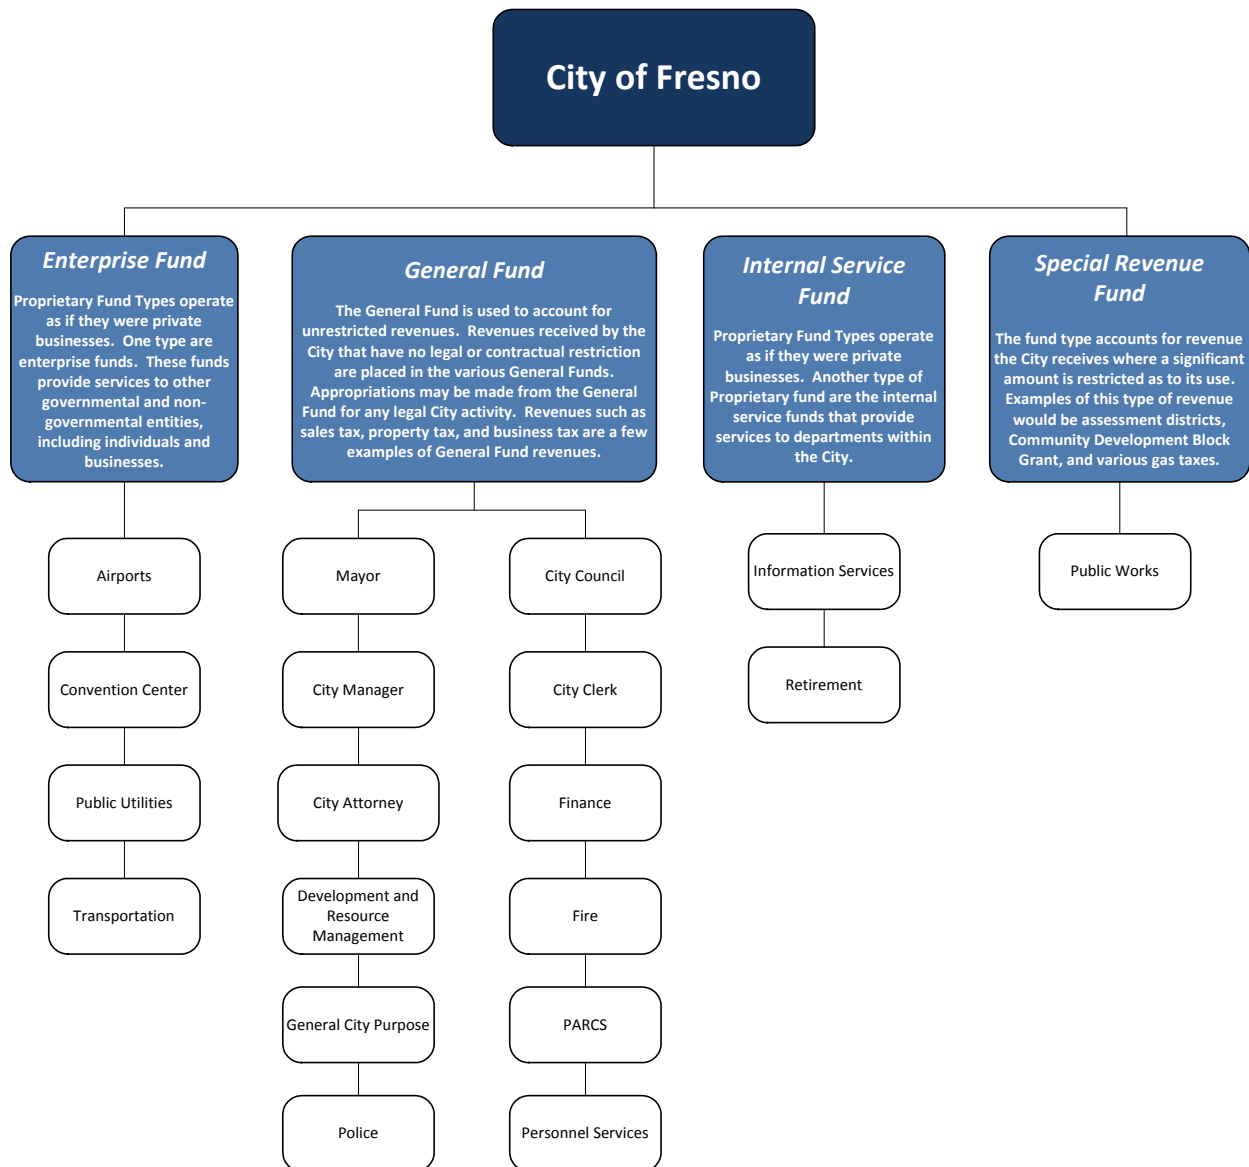 City of Fresno
Enterprise Fund
Proprietary Fund Types operate
as if they were private
businesses.  One type are
enterprise funds.  These funds
provide services to other
governmental and non-
governmental entities,
including individuals and
businesses.
General Fund
The General Fund is used to account for
unrestricted revenues.  Revenues received by the
City that have no legal or contractual restriction
are placed in the various General Funds.
Appropriations may be made from the General
Fund for any legal City activity.  Revenues such as
sales tax, property tax, and business tax are a few
examples of General Fund revenues.
Internal Service
Fund
Proprietary Fund Types operate
as if they were private
businesses.  Another type of
Proprietary fund are the internal
service funds that provide
services to departments within
the City.
Special Revenue
Fund
The fund type accounts for revenue
the City receives where a significant
amount is restricted as to its use.
Examples of this type of revenue
would be assessment districts,
Community Development Block
Grant, and various gas taxes.
Airports
Convention Center
Public Utilities
Transportation
Mayor
City Manager
City Attorney
Development and
Resource
Management
General City Purpose
Police
City Council
City Clerk
Finance
Fire
PARCS
Personnel Services
Information Services
Retirement
Public Works